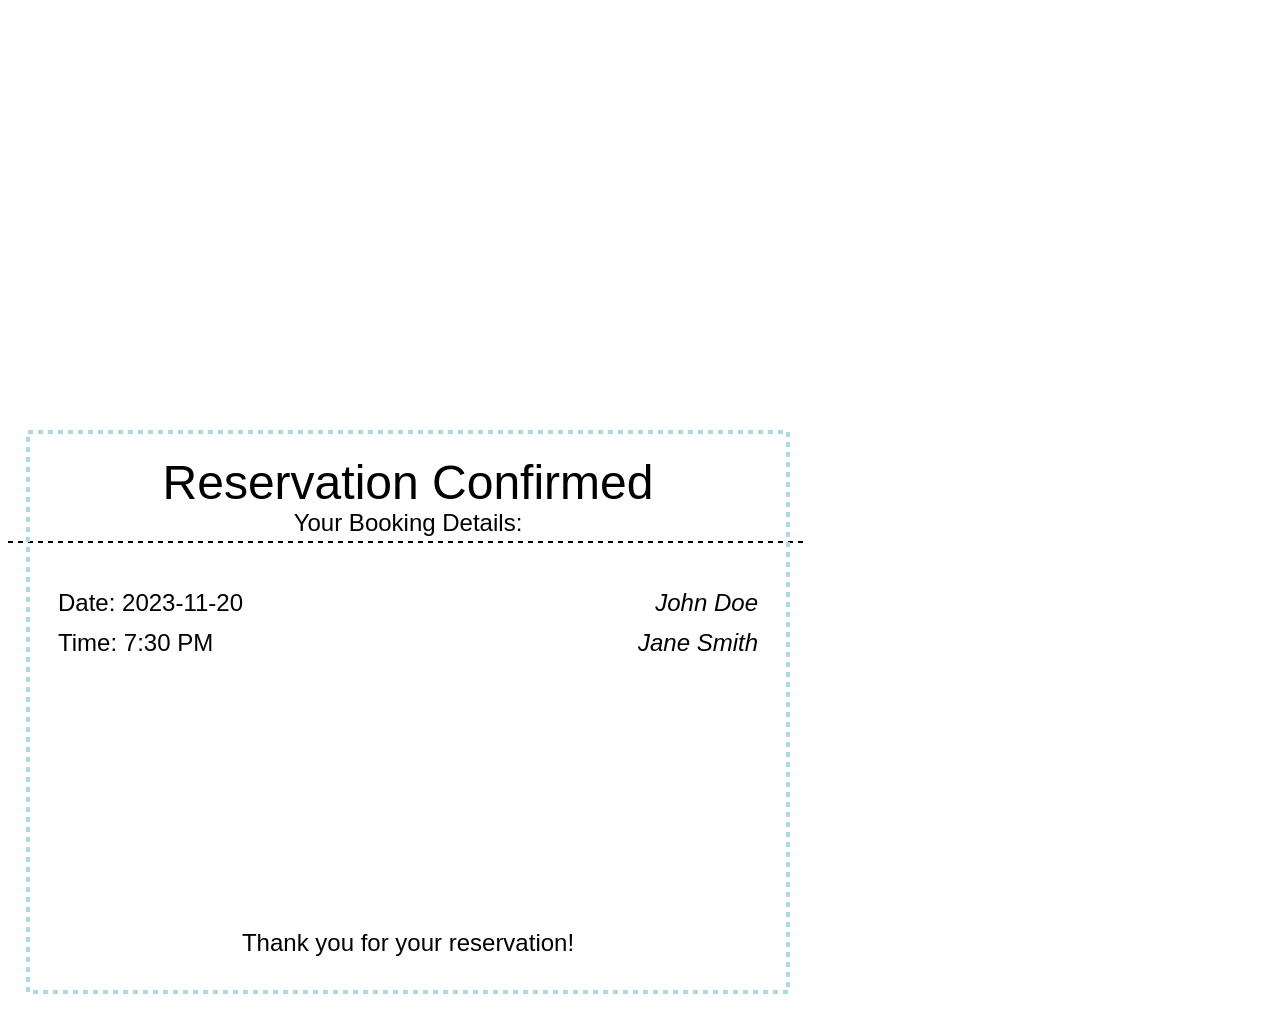 Reservation Confirmed
Your Booking Details:
Date: 2023-11-20
John Doe
Time: 7:30 PM
Jane Smith
Thank you for your reservation!